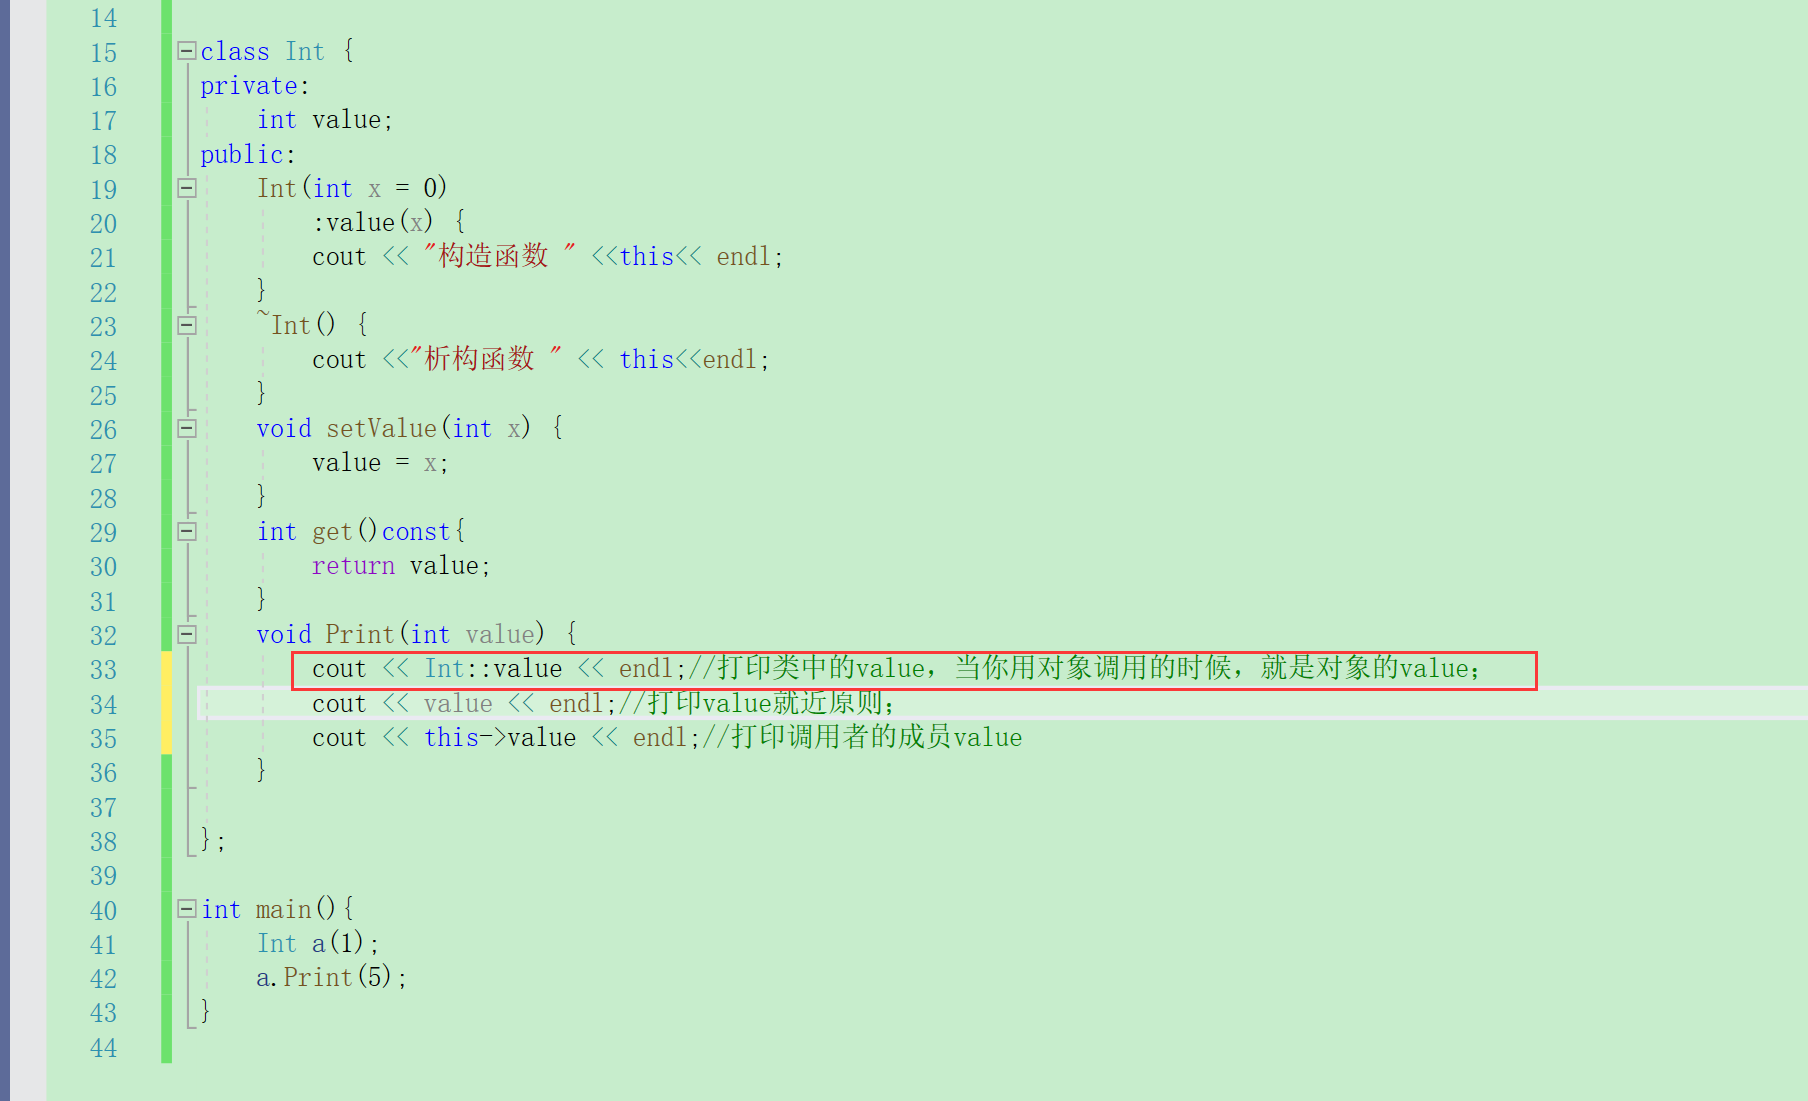 14
15 class Int {
16 private:
17 int value;
18 public:
19 Int(int x = 0)
20 :value(x) {
21 cout << "构造函数 " <<this<< endl;
22 }
23 ~Int() {
24 cout <<"析构函数 " << this<<endl;
25 }
26 void setValue(int x) {
27 value = x;
28 }
29 int get()const{
30 return value;
31 }
32 void Print(int value) {
33 cout << Int::value << endl;//打印类中的value，当你用对象调用的时候，就是对象的value；
34 cout << value << endl;//打印value就近原则；
35 cout << this->value << endl;//打印调用者的成员value
36 }
37
38 };
39
40 int main(){
41 Int a(1);
42 a.Print(5);
43 }
44